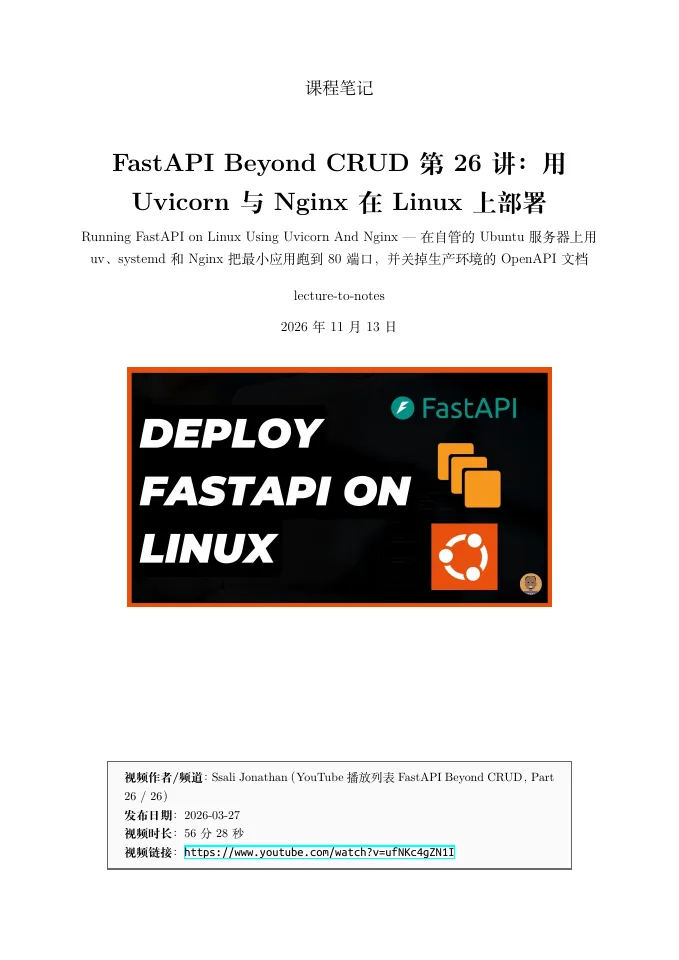 课程笔记
FastAPI Beyond CRUD 第 26 讲：用
Uvicorn 与 Nginx 在 Linux 上部署
Running FastAPI on Linux Using Uvicorn And Nginx — 在自管的 Ubuntu 服务器上用
uv、systemd 和 Nginx 把最小应用跑到 80 端口，并关掉生产环境的 OpenAPI 文档
lecture-to-notes
2026 年 11 月 13 日
FastAPI
DEPLOY
FASTAPI ON
LINUX
视频作者/频道：Ssali Jonathan（YouTube 播放列表 FastAPI Beyond CRUD，Part
26 / 26）
发布日期：2026-03-27
视频时长：56 分 28 秒
视频链接：https://www.youtube.com/watch?v=ufNKc4gZN1I